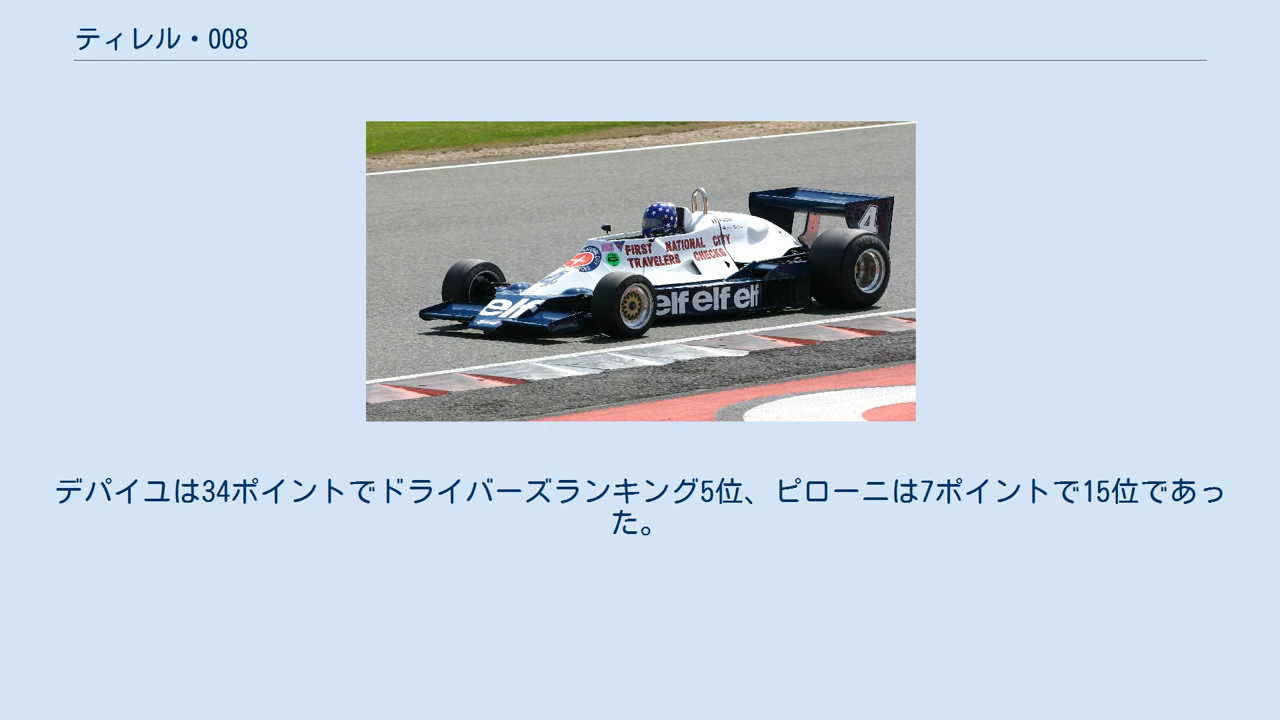 ティレル・008
4
FIRST NATIONAL CITY
TRAVELERS CHECKS
elf elf elf
elf
デパイユは34ポイントでドライバーズランキング5位、ピローニは7ポイントで15位であっ
た。